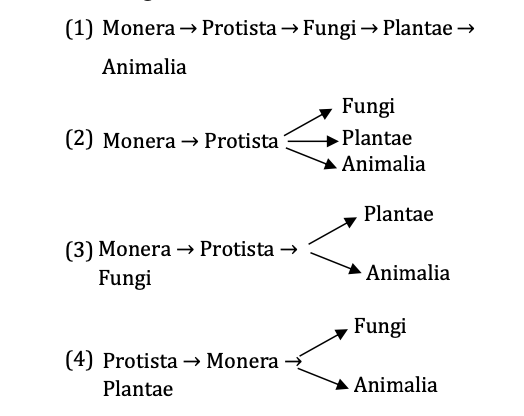 (1) Monera → Protista → Fungi → Plantae →
Animalia
Fungi
(2) Monera → Protista
Plantae
Animalia
Plantae
(3) Monera → Protista →
Fungi
Animalia
Fungi
(4) Protista → Monera →
Plantae
Animalia